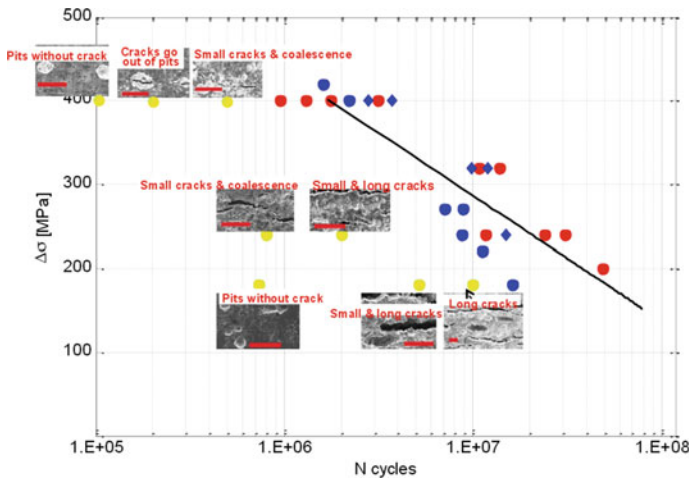 500
Pits without crack
Cracks go
out of pits
Small cracks & coalescence
400
Small cracks & coalescence
Small & long cracks
300
Δσ [MPa]
200
Pits without crack
Small & long cracks
Long cracks
100
1.E+05
1.E+06
1.E+07
1.E+08
N cycles